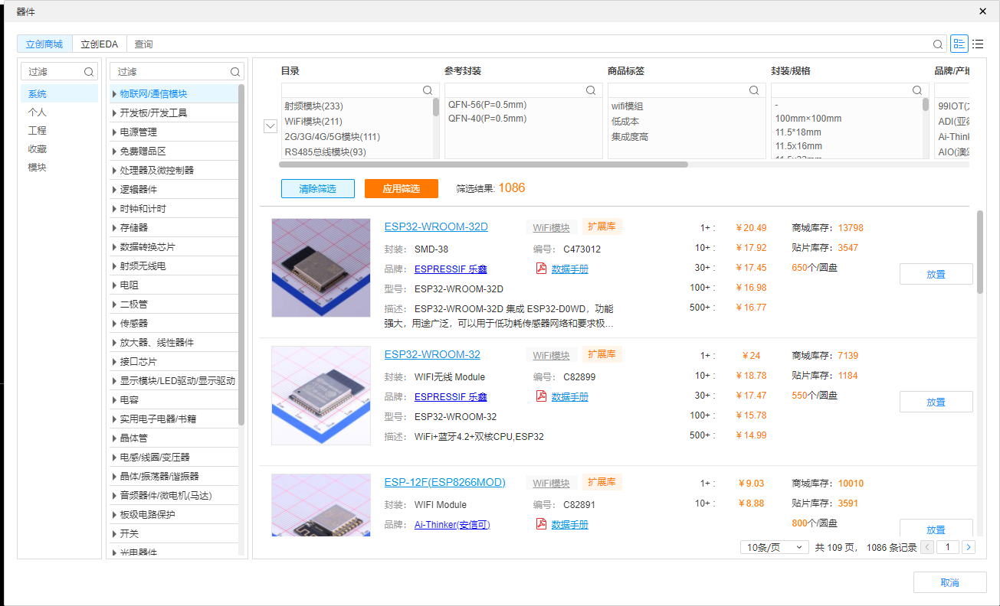 器件
立创商城
立创EDA
查询
过滤
系统
个人
工程
收藏
模块
过滤
物联网/通信模块
开发板/开发工具
电源管理
免费赠品区
处理器及微控制器
逻辑器件
时钟和计时
存储器
数据转换芯片
射频无线电
电阻
二极管
传感器
放大器、线性器件
接口芯片
显示模块/LED驱动/显示驱动
电容
实用电子电器/书籍
晶体管
电感/线圈/变压器
晶体/振荡器/谐振器
音频器件/微电机(马达)
板级电路保护
开关
光电器件
目录
射频模块(233)
WiFi模块(211)
2G/3G/4G/5G模块(111)
RS485总线模块(93)
参考封装
QFN-56(P=0.5mm)
QFN-40(P=0.5mm)
商品标签
wifi模组
低成本
集成度高
封装/规格
-
100mm×100mm
11.5*18mm
11.5x16mm
品牌/产地
99IOT(
ADI(亚德
Ai-Think
AIO(澳
清除筛选
应用筛选
筛选结果: 1086
ESP32-WROOM-32D
WiFi模块
扩展库
封装: SMD-38
编号: C473012
品牌: ESPRESSIF 乐鑫
数据手册
型号: ESP32-WROOM-32D
描述: ESP32-WROOM-32D 集成 ESP32-D0WD，功能
强大，用途广泛，可以用于低功耗传感器网络和要求极...
1+ : ￥20.49
10+ : ￥17.92
30+ : ￥17.45
100+ : ￥16.98
500+ : ￥16.77
商城库存: 13798
贴片库存: 3547
650个/圆盘
放置
ESP32-WROOM-32
WiFi模块
扩展库
封装: WIFI无线 Module
编号: C82899
品牌: ESPRESSIF 乐鑫
数据手册
型号: ESP32-WROOM-32
描述: WiFi+蓝牙4.2+双核CPU,ESP32
1+ : ￥24
10+ : ￥18.78
30+ : ￥17.47
100+ : ￥15.78
500+ : ￥14.99
商城库存: 7139
贴片库存: 1184
550个/圆盘
放置
ESP-12F(ESP8266MOD)
WiFi模块
扩展库
封装: WIFI Module
编号: C82891
品牌: Ai-Thinker(安信可)
数据手册
1+ : ￥9.03
10+ : ￥8.88
商城库存: 10010
贴片库存: 3591
800个/圆盘
放置
10条/页
共 109 页， 1086 条记录
1
取消